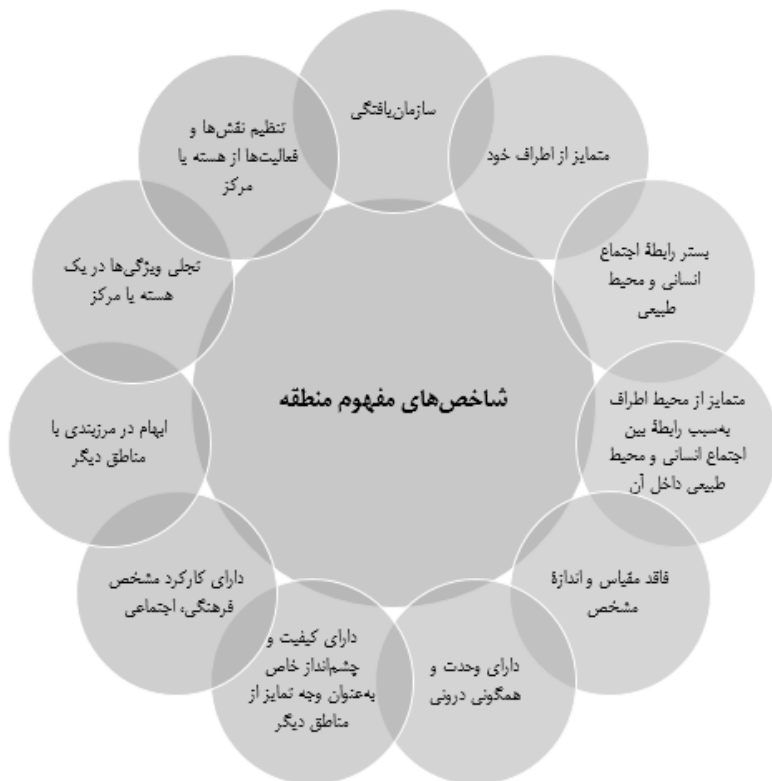 شاخص‌های مفهوم منطقه
سازمان‌یافتگی
متمایز از اطراف خود
بستر رابطهٔ اجتماع
انسانی و محیط
طبیعی
متمایز از محیط اطراف
به‌سبب رابطهٔ بین
اجتماع انسانی و محیط
طبیعی داخل آن
فاقد مقیاس و اندازهٔ
مشخص
دارای وحدت و
همگونی درونی
دارای کیفیت و
چشم‌انداز خاص
به‌عنوان وجه تمایز از
مناطق دیگر
دارای کارکرد مشخص
فرهنگی، اجتماعی
ابهام در مرزبندی با
مناطق دیگر
تجلی ویژگی‌ها در یک
هسته یا مرکز
تنظیم نقش‌ها و
فعالیت‌ها از هسته یا
مرکز